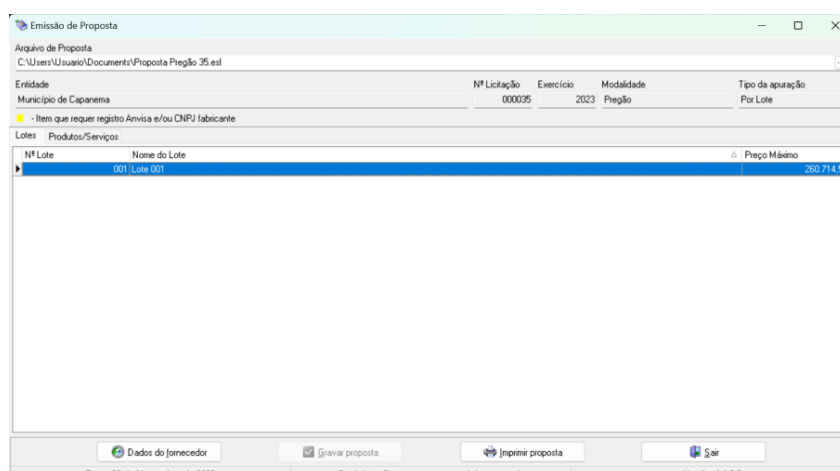 Emissão de Proposta
Arquivo de Proposta
C:\Users\Usuario\Documents\Proposta Pregão 35.esl
Entidade Nº Licitação Exercício Modalidade Tipo da apuração
Município de Capanema 000035 2023 Pregão Por Lote
- Item que requer registro Anvisa e/ou CNPJ fabricante
Lotes Produtos/Serviços
Nº Lote Nome do Lote Preço Máximo
001 Lote 001 260.714,5
Dados do fornecedor Gravar proposta Imprimir proposta Sair